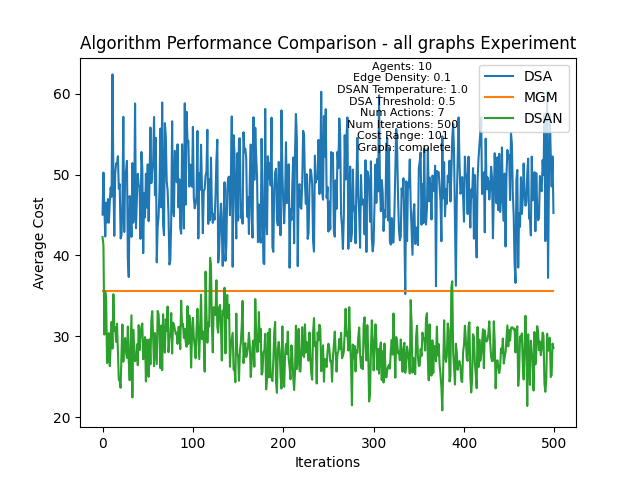 Algorithm Performance Comparison - all graphs Experiment
Agents: 10
Edge Density: 0.1
DSAN Temperature: 1.0
DSA Threshold: 0.5
Num Actions: 7
Num Iterations: 500
Cost Range: 101
Graph: complete
DSA
MGM
DSAN
Average Cost
60
50
40
30
20
0
100
200
300
400
500
Iterations